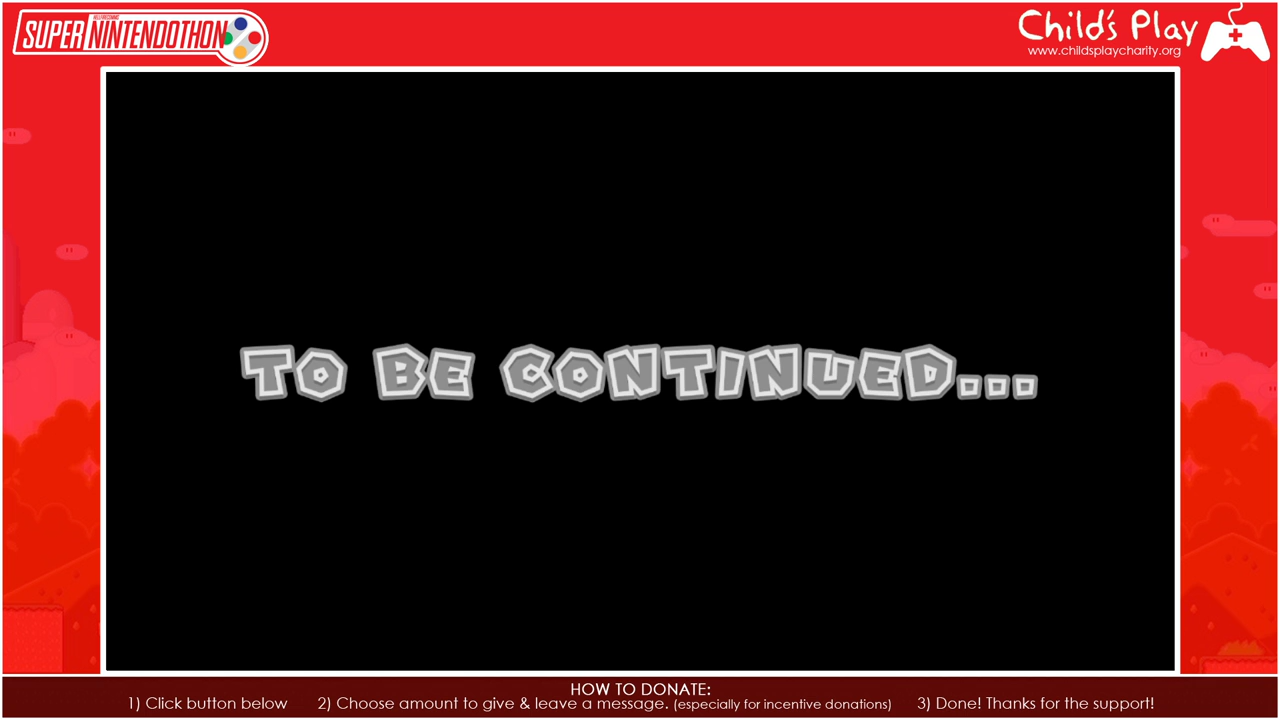 SUPER NINTENDOTHON
Child's Play
www.childsplaycharity.org
TO BE CONTINUED...
HOW TO DONATE:
1) Click button below 2) Choose amount to give & leave a message. (especially for incentive donations) 3) Done! Thanks for the support!